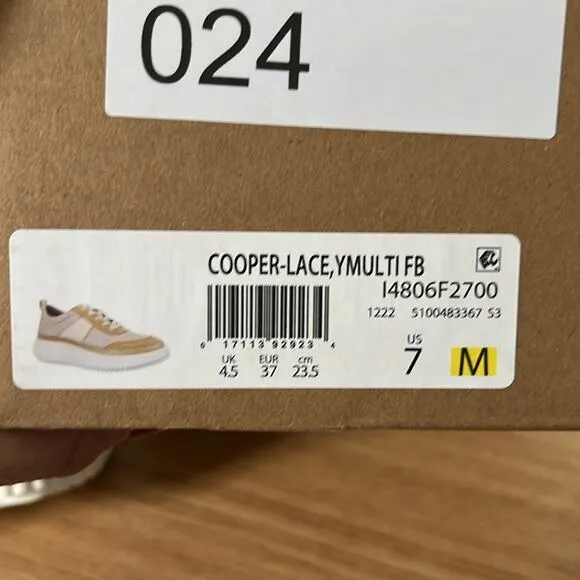 024
COOPER-LACE,YMULTI FB
I4806F2700
1222 5100483367 S3
6 17113 92923 4
UK EUR cm
4.5 37 23.5
US
7 M